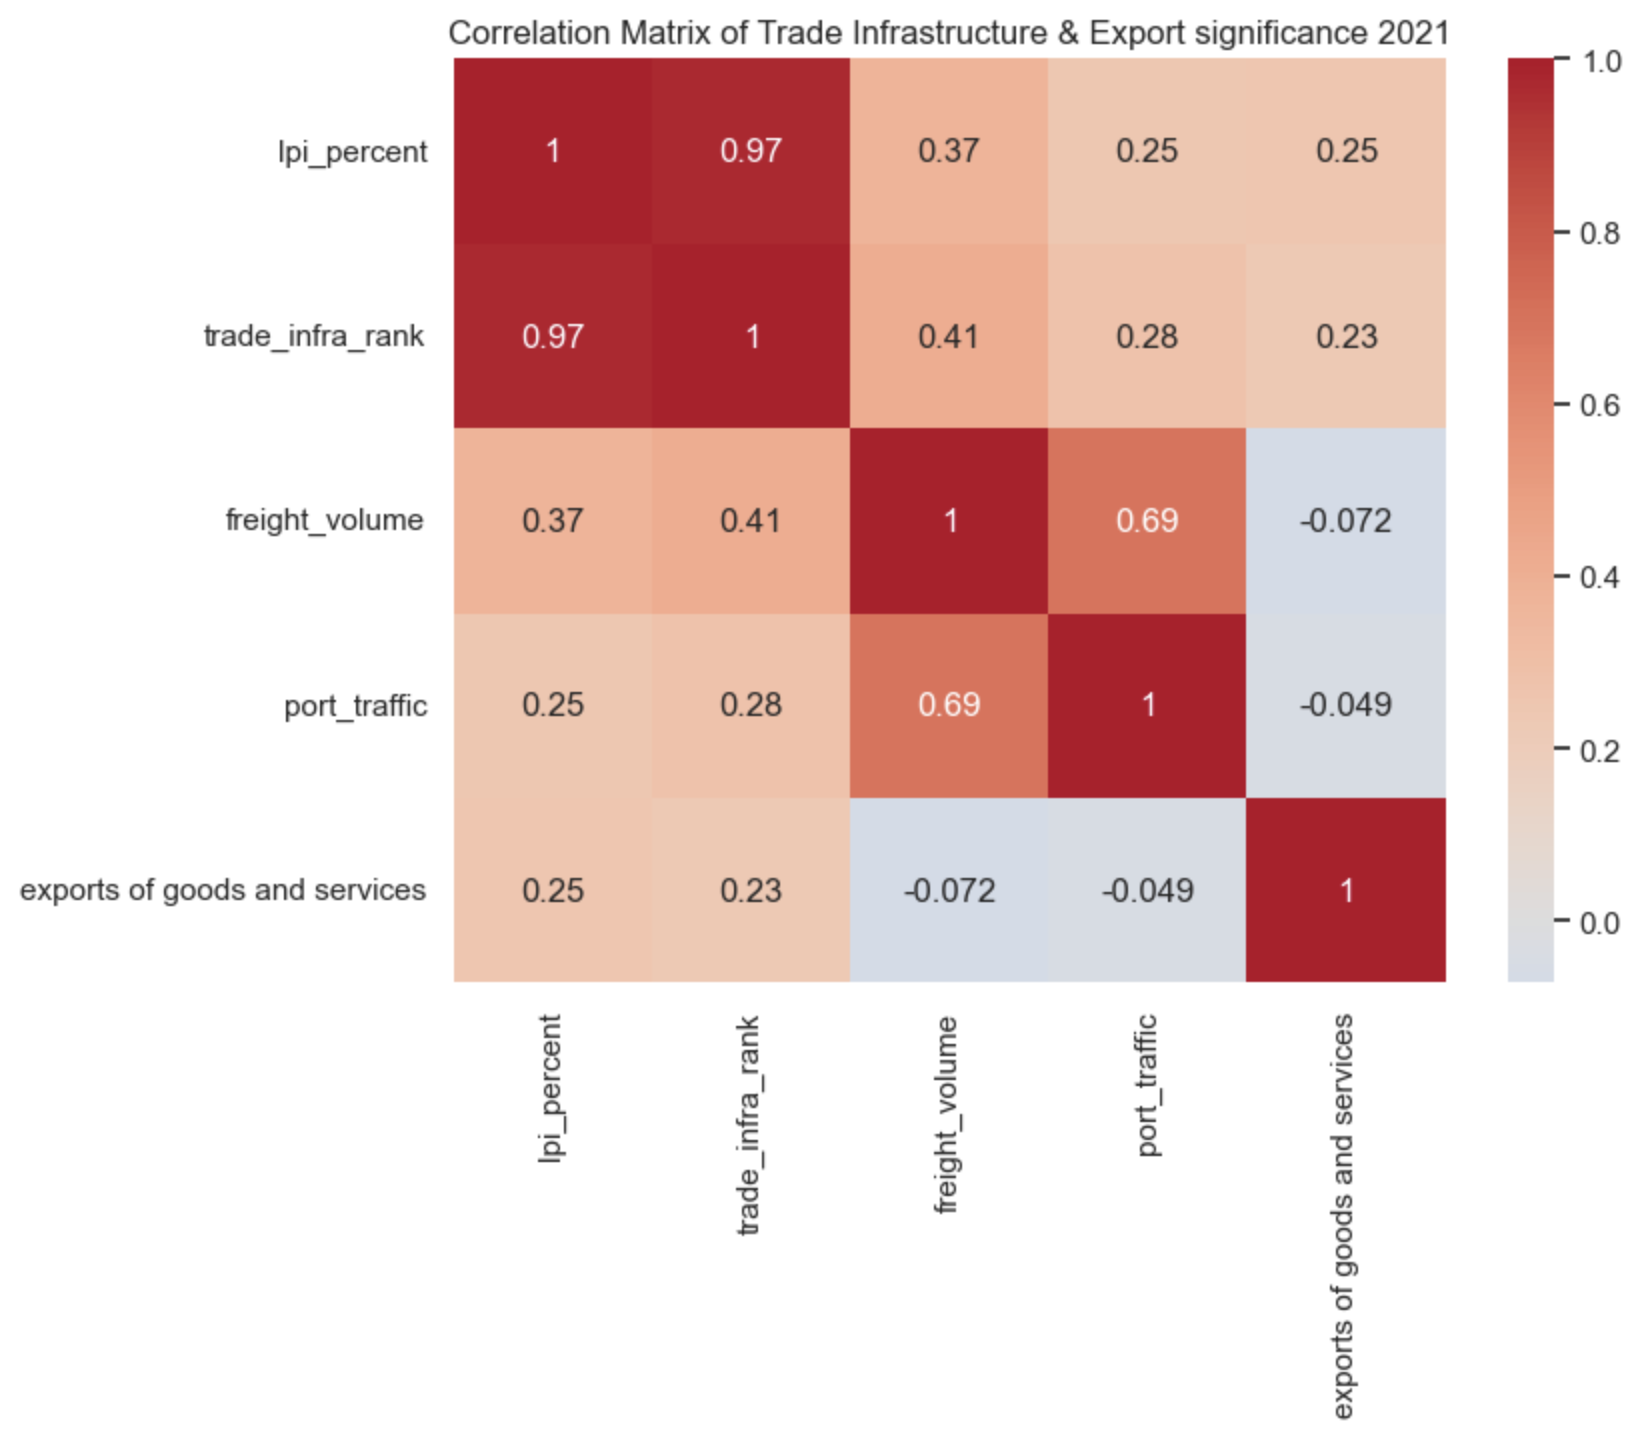 Correlation Matrix of Trade Infrastructure & Export significance 2021
lpi_percent 1 0.97 0.37 0.25 0.25
trade_infra_rank 0.97 1 0.41 0.28 0.23
freight_volume 0.37 0.41 1 0.69 -0.072
port_traffic 0.25 0.28 0.69 1 -0.049
exports of goods and services 0.25 0.23 -0.072 -0.049 1
lpi_percent
trade_infra_rank
freight_volume
port_traffic
exports of goods and services
1.0
0.8
0.6
0.4
0.2
0.0